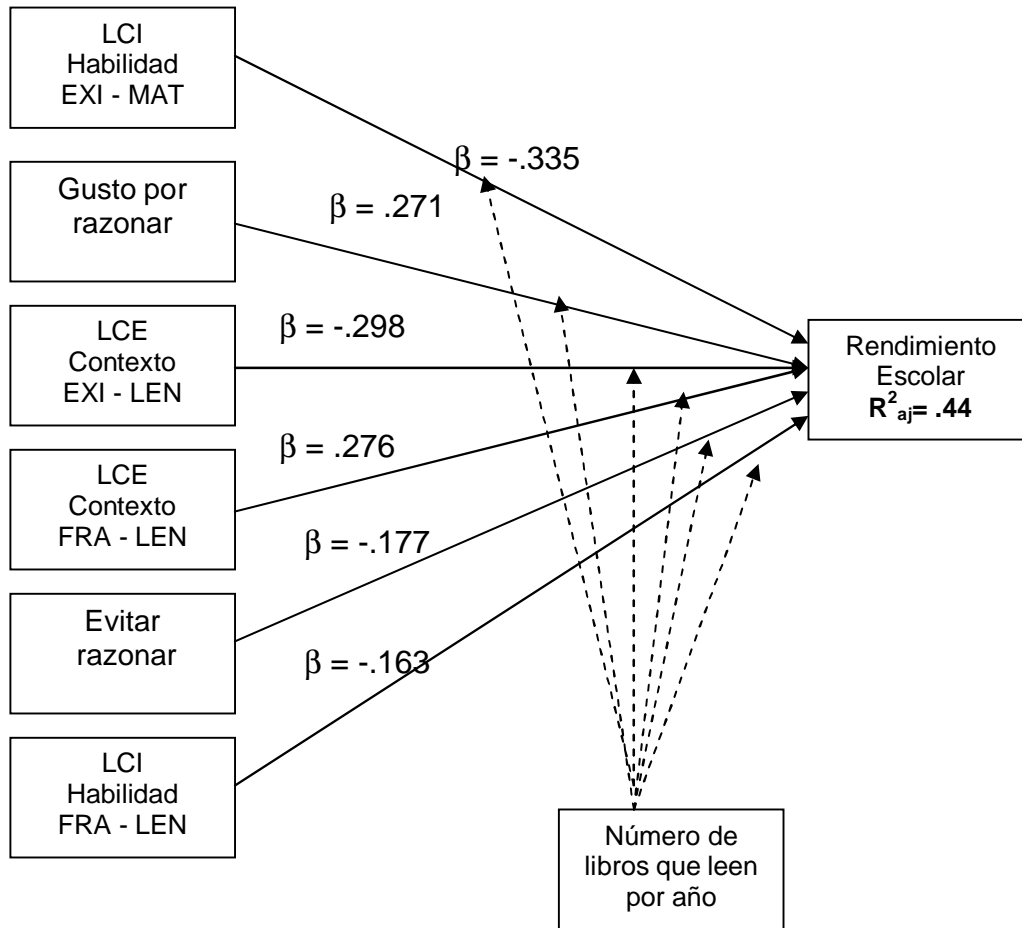 LCI
Habilidad
EXI - MAT
β = -.335
Gusto por
razonar
β = .271
LCE
Contexto
EXI - LEN
β = -.298
Rendimiento
Escolar
R²aj= .44
LCE
Contexto
FRA - LEN
β = .276
Evitar
razonar
β = -.177
LCI
Habilidad
FRA - LEN
β = -.163
Número de
libros que leen
por año